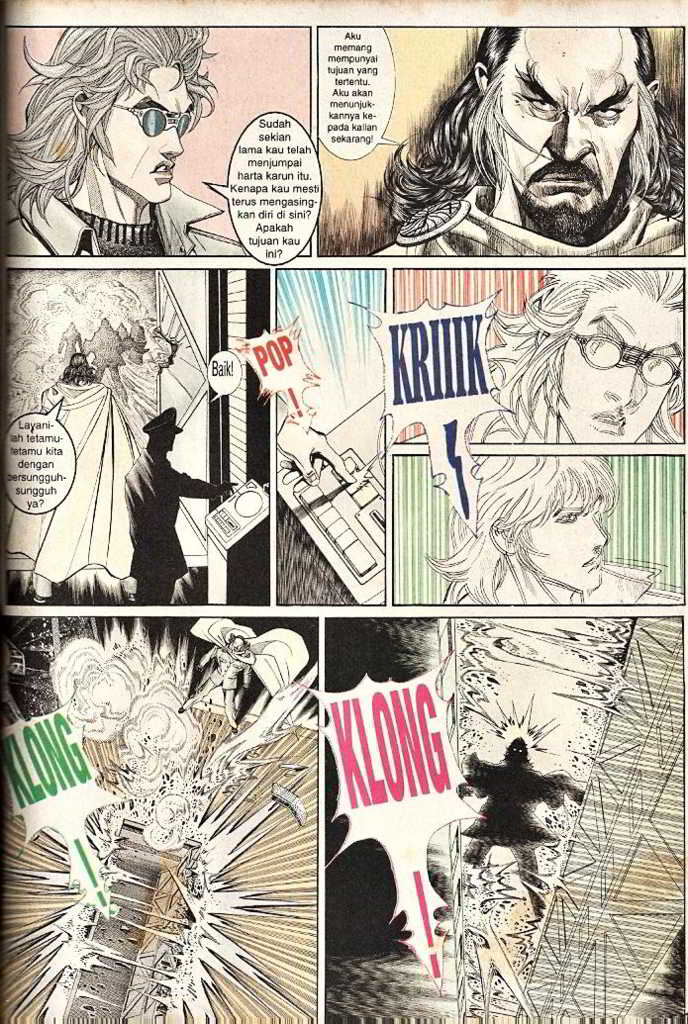 Sudah
sekian
lama kau telah
menjumpai
harta karun itu.
Kenapa kau mesti
terus mengasing-
kan diri di sini?
Apakah
tujuan kau
ini?
Aku
memang
mempunyai
tujuan yang
tertentu.
Aku akan
menunjuk-
kannya ke-
pada kalian
sekarang!
Layani-
lah tetamu-
tetamu kita
dengan
bersungguh-
sungguh
ya?
Baik!
POP
!
KRIIIK
!
KLONG
!!
KLONG
!!